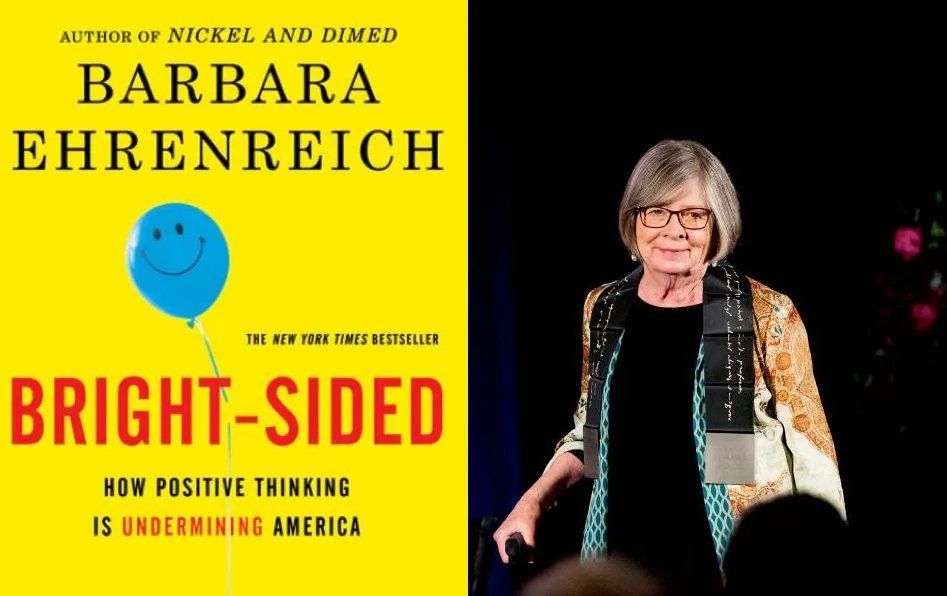 AUTHOR OF NICKEL AND DIMED
BARBARA
EHRENREICH
THE NEW YORK TIMES BESTSELLER
BRIGHT-SIDED
HOW POSITIVE THINKING
IS UNDERMINING AMERICA